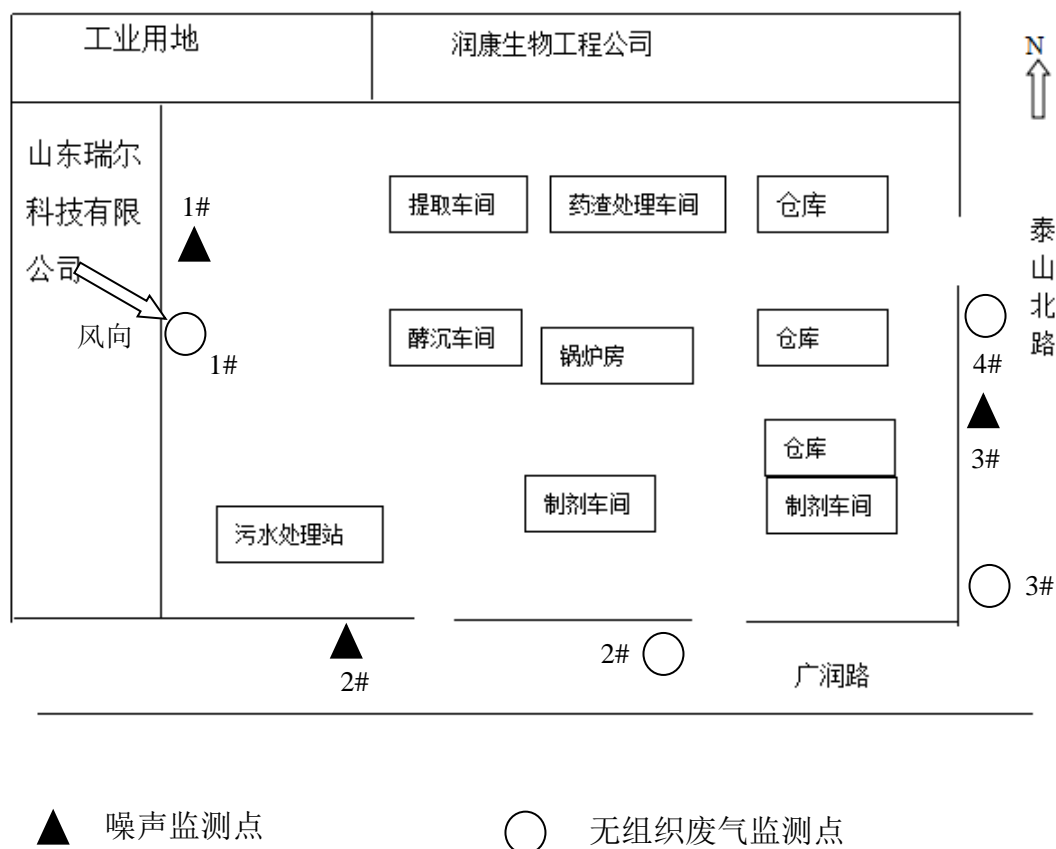 工业用地
润康生物工程公司
N
山东瑞尔
科技有限
公司
1#
提取车间
药渣处理车间
仓库
泰山北路
风向
1#
酵沉车间
锅炉房
仓库
4#
仓库
3#
制剂车间
制剂车间
污水处理站
3#
2#
2#
广润路
噪声监测点
无组织废气监测点